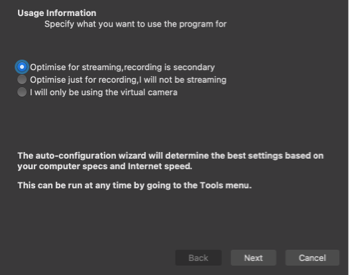 Usage Information
Specify what you want to use the program for
Optimise for streaming,recording is secondary
Optimise just for recording,I will not be streaming
I will only be using the virtual camera
The auto-configuration wizard will determine the best settings based on
your computer specs and Internet speed.
This can be run at any time by going to the Tools menu.
Back Next Cancel